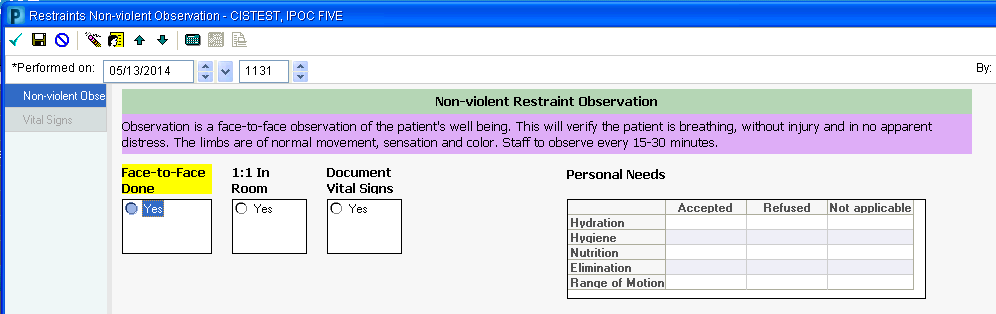 Restraints Non-violent Observation - CISTEST, IPOC FIVE
*Performed on: 05/13/2014 1131 By:
Non-violent Obse
Vital Signs
Non-violent Restraint Observation
Observation is a face-to-face observation of the patient's well being. This will verify the patient is breathing, without injury and in no apparent
distress. The limbs are of normal movement, sensation and color. Staff to observe every 15-30 minutes.
Face-to-Face
Done
Yes
1:1 In
Room
Yes
Document
Vital Signs
Yes
Personal Needs
Accepted Refused Not applicable
Hydration
Hygiene
Nutrition
Elimination
Range of Motion